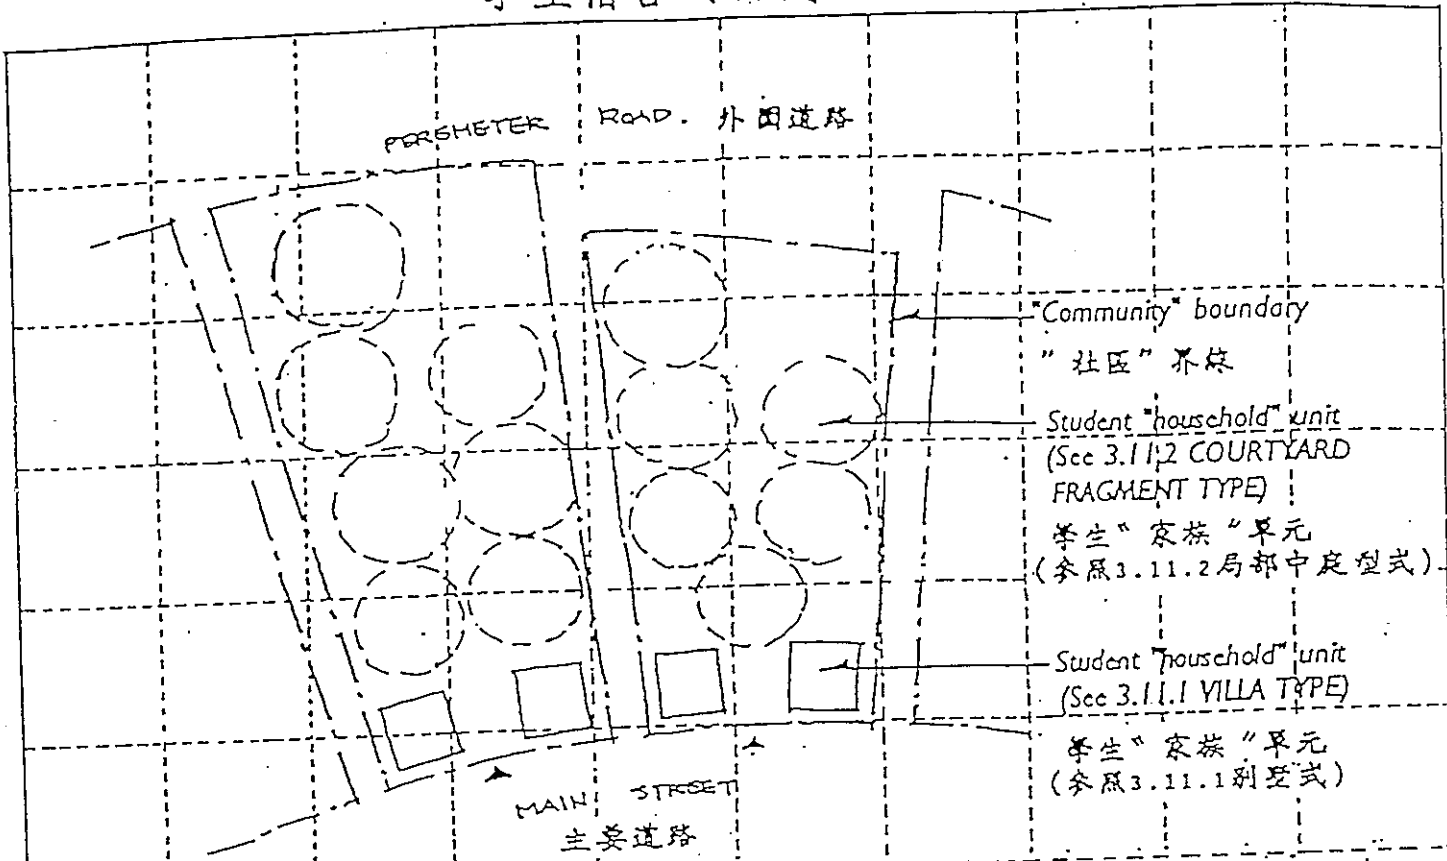 PEREMETER ROAD. 外围道路
"Community" boundary
"社区"界线
Student "household" unit
(See 3.11.2 COURTYARD
FRAGMENT TYPE)
学生"家族"单元
(参照3.11.2局部中庭型式)
Student "household" unit
(See 3.11.1 VILLA TYPE)
学生"家族"单元
(参照3.11.1别墅式)
MAIN STREET
主要道路